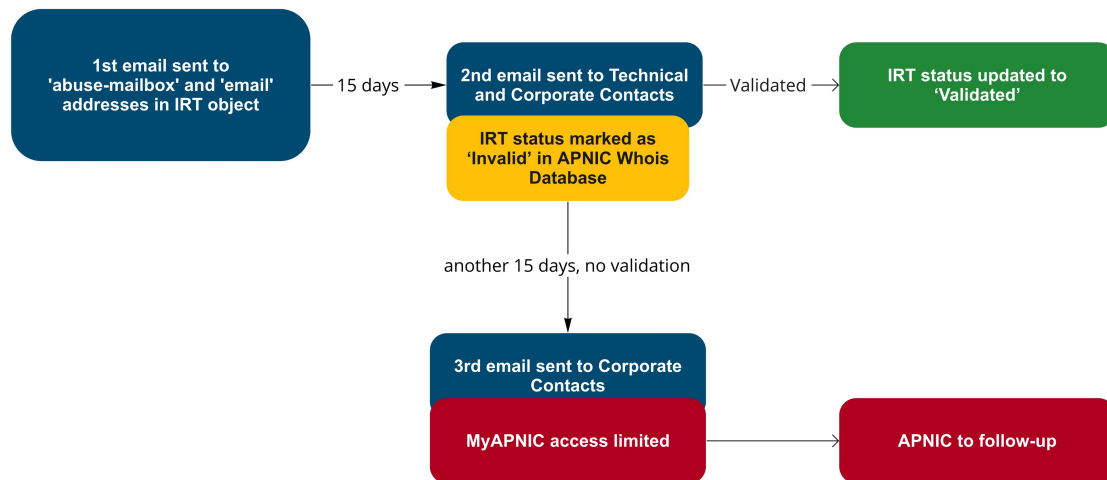 1st email sent to
'abuse-mailbox' and 'email'
addresses in IRT object
15 days
2nd email sent to Technical
and Corporate Contacts
Validated
IRT status updated to
‘Validated’
IRT status marked as
‘Invalid’ in APNIC Whois
Database
another 15 days, no validation
3rd email sent to Corporate
Contacts
MyAPNIC access limited
APNIC to follow-up